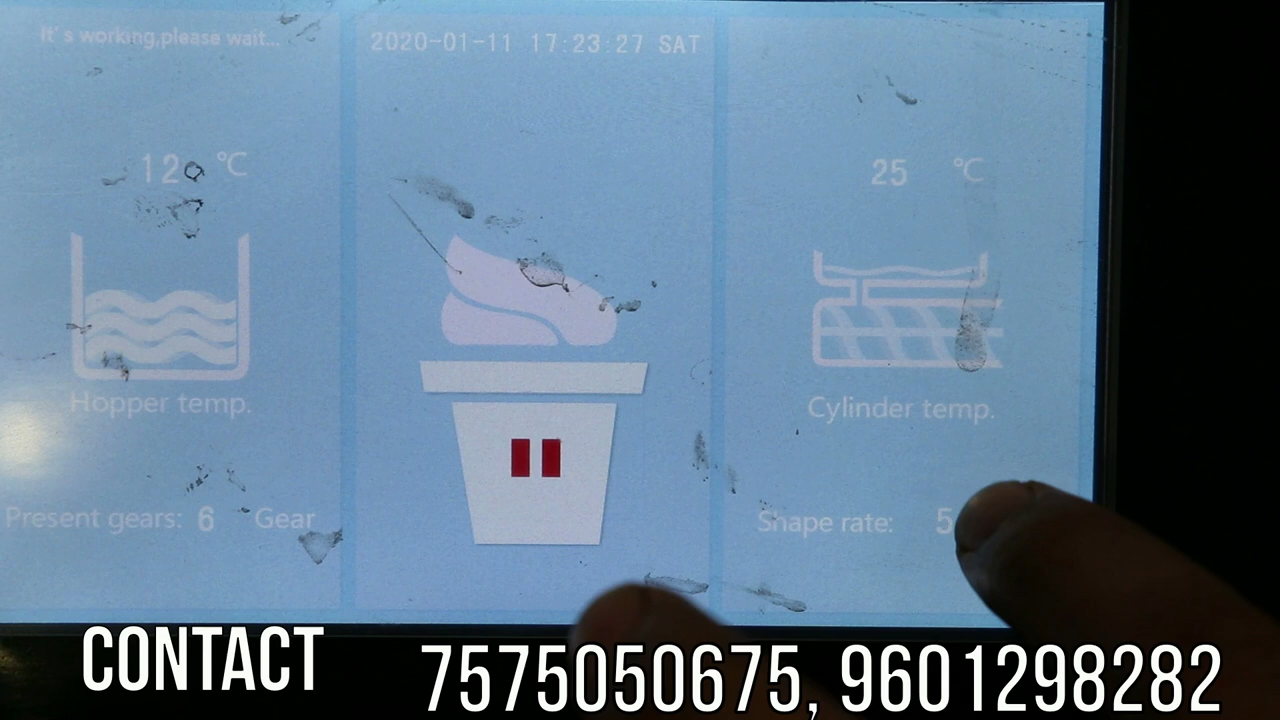 It's working,please wait...
2020-01-11 17:23:27 SAT
12 °C
25 °C
Hopper temp.
Cylinder temp.
Present gears: 6 Gear
Shape rate: 5
CONTACT 7575050675, 9601298282